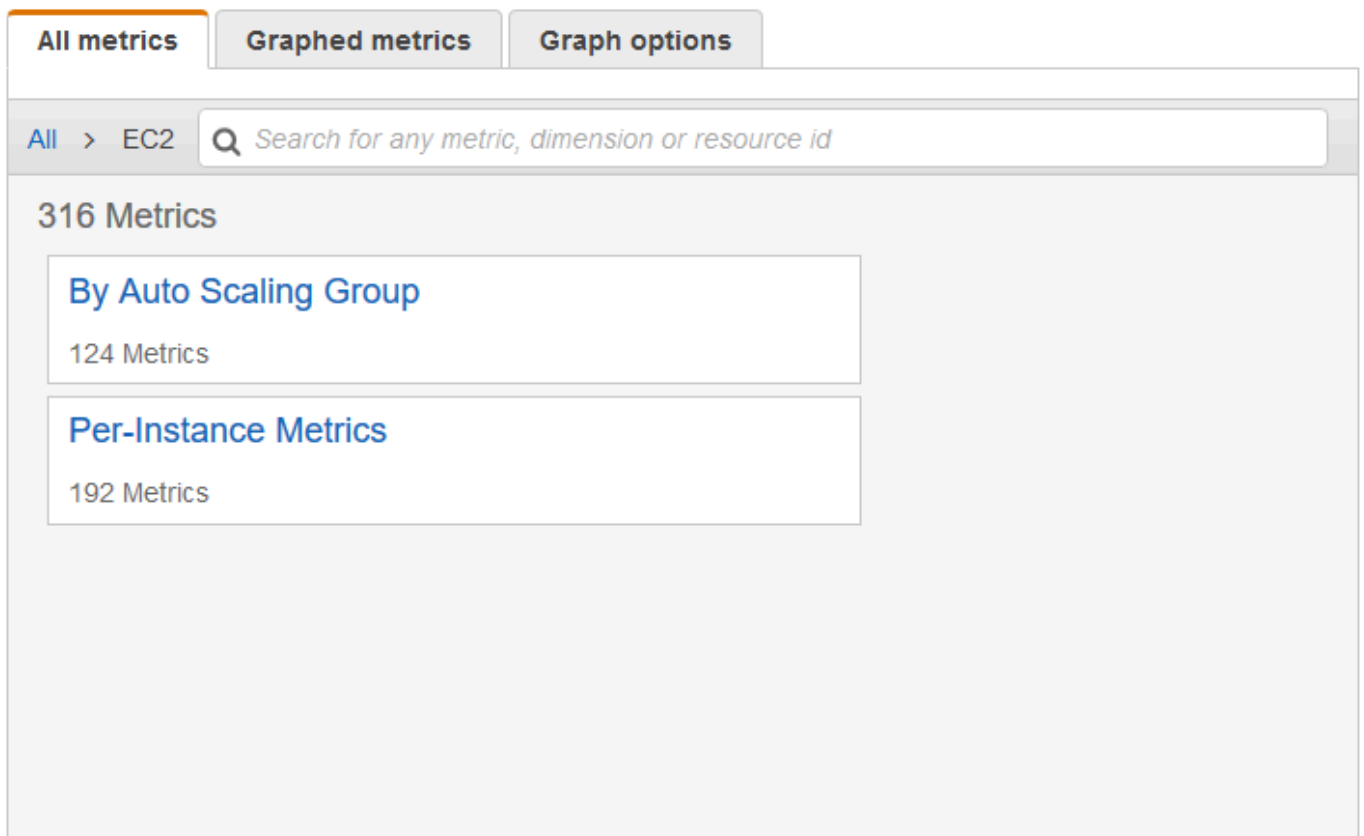 All metrics Graphed metrics Graph options
All > EC2 Search for any metric, dimension or resource id
316 Metrics
By Auto Scaling Group
124 Metrics
Per-Instance Metrics
192 Metrics